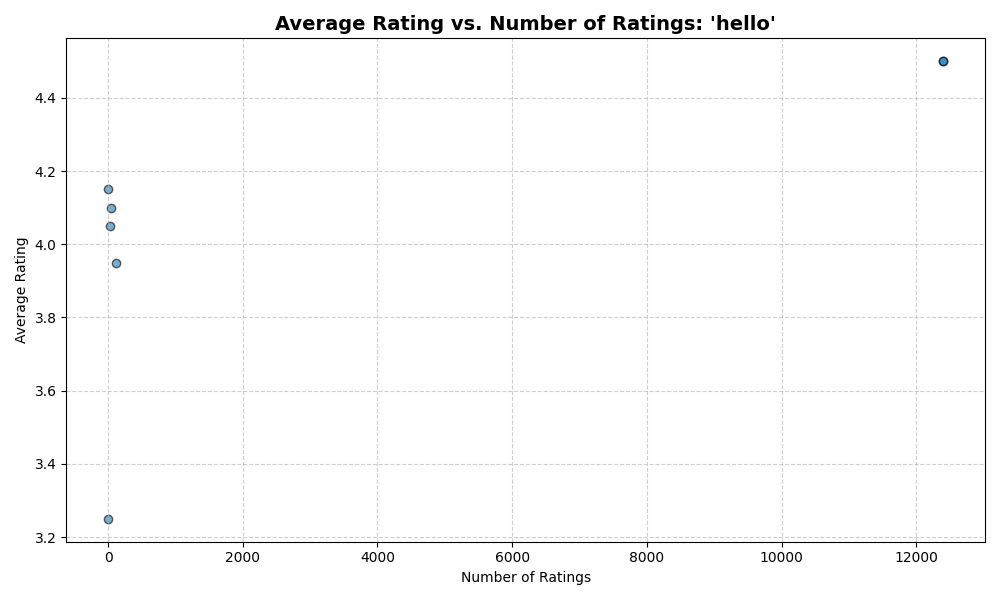 Average Rating vs. Number of Ratings: 'hello'
Average Rating
4.4
4.2
4.0
3.8
3.6
3.4
3.2
0 2000 4000 6000 8000 10000 12000
Number of Ratings